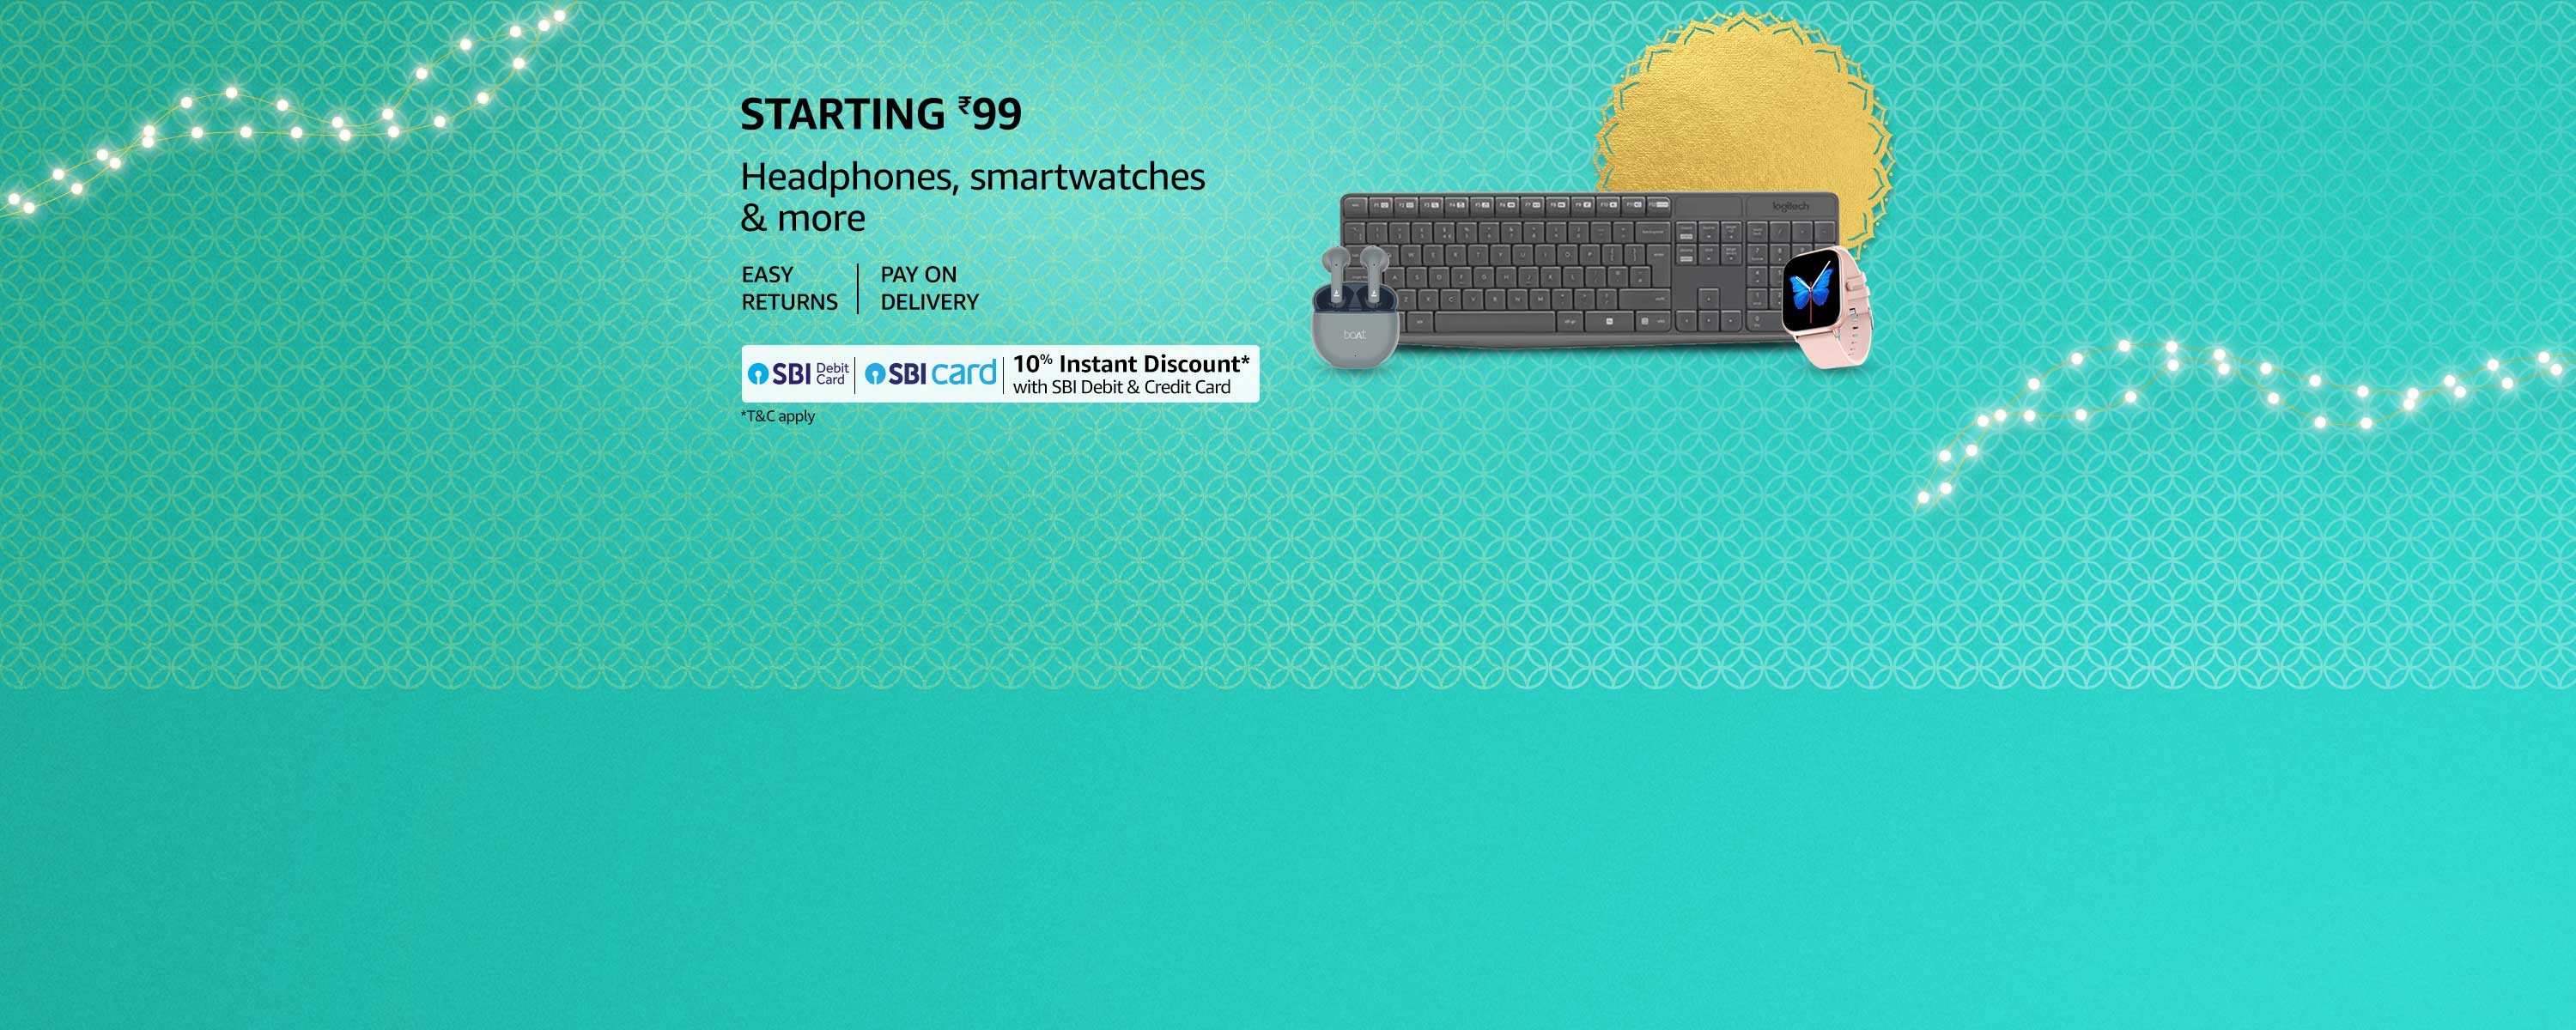 STARTING ₹99
Headphones, smartwatches
& more
EASY
RETURNS
PAY ON
DELIVERY
SBI Debit Card
SBI card
10% Instant Discount*
with SBI Debit & Credit Card
*T&C apply
logitech
boAt